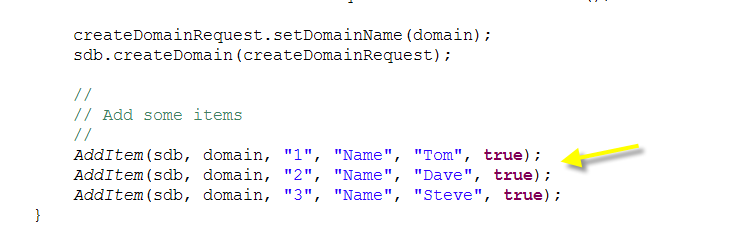 createDomainRequest.setDomainName(domain);
sdb.createDomain(createDomainRequest);
//
// Add some items
//
AddItem(sdb, domain, "1", "Name", "Tom", true);
AddItem(sdb, domain, "2", "Name", "Dave", true);
AddItem(sdb, domain, "3", "Name", "Steve", true);
}